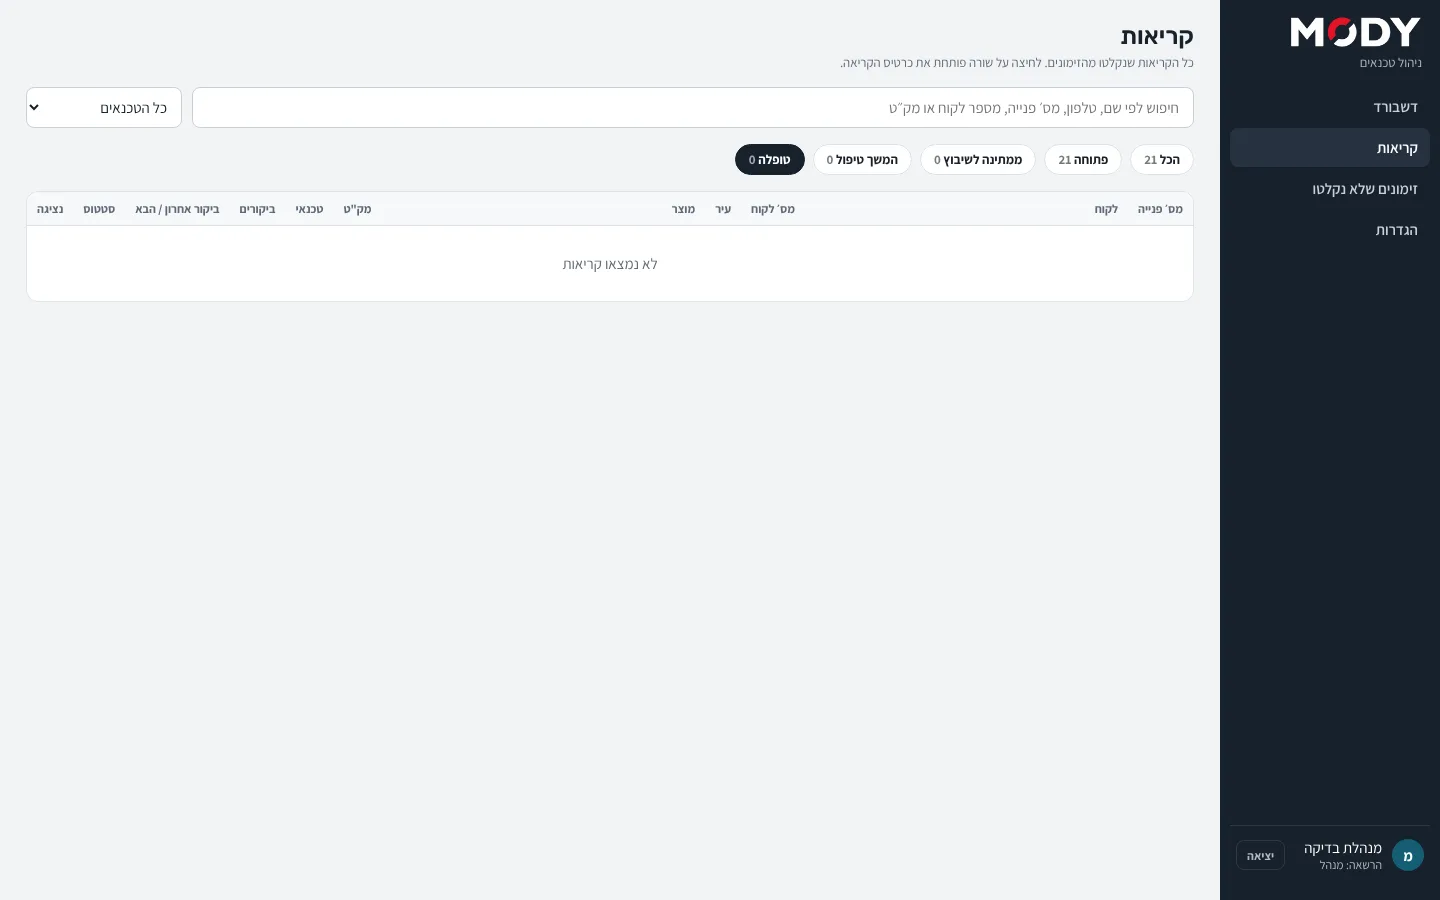 MODY
ניהול טכנאים
דשבורד
קריאות
זימונים שלא נקלטו
הגדרות
מ
מנהלת בדיקה
הרשאה: מנהל
יציאה
קריאות
כל הקריאות שנקלטו מהזימונים. לחיצה על שורה פותחת את כרטיס הקריאה.
חיפוש לפי שם, טלפון, מס׳ פנייה, מספר לקוח או מק״ט
כל הטכנאים
הכל 21
פתוחה 21
ממתינה לשיבוץ 0
המשך טיפול 0
טופלה 0
מס׳ פנייה לקוח מס׳ לקוח עיר מוצר מק"ט טכנאי ביקורים ביקור אחרון / הבא סטטוס נציגה
לא נמצאו קריאות